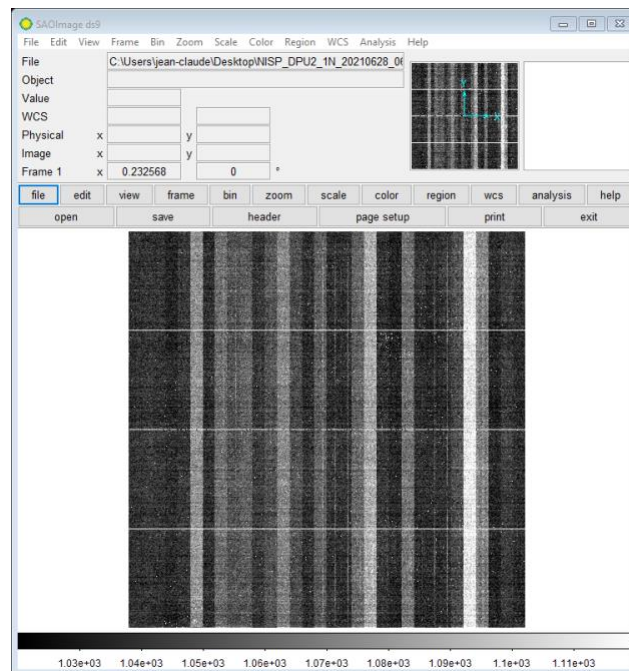 SAOImage ds9
File Edit View Frame Bin Zoom Scale Color Region WCS Analysis Help
File C:\Users\jean-claude\Desktop\NISP_DPU2_1N_20210628_0
Object
Value
WCS
Physical x y
Image x y
Frame 1 x 0.232568 0 °
Y
X
file edit view frame bin zoom scale color region wcs analysis help
open save header page setup print exit
1.03e+03 1.04e+03 1.05e+03 1.06e+03 1.07e+03 1.08e+03 1.09e+03 1.1e+03 1.11e+03